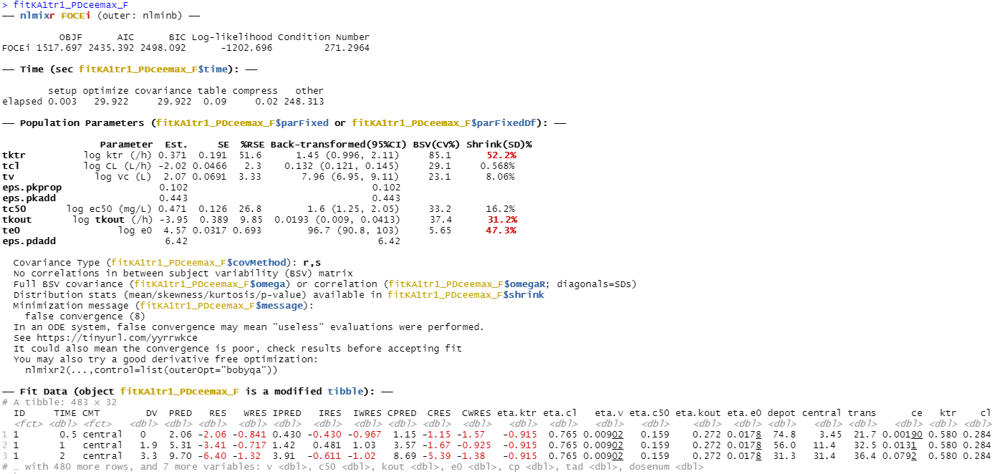 > fitKA1tr1_PDceemax_F
── nlmixr FOCEi (outer: nlminb) ──
OBJF AIC BIC Log-likelihood Condition Number
FOCEi 1517.697 2435.392 2498.092 -1202.696 271.2964
── Time (sec fitKA1tr1_PDceemax_F$time): ──
setup optimize covariance table compress other
elapsed 0.003 29.922 29.922 0.09 0.02 248.313
── Population Parameters (fitKA1tr1_PDceemax_F$parFixed or fitKA1tr1_PDceemax_F$parFixedDf): ──
Parameter Est. SE %RSE Back-transformed(95%CI) BSV(CV%) Shrink(SD)%
tktr log ktr (/h) 0.371 0.191 51.6 1.45 (0.996, 2.11) 85.1 52.2%
tcl log CL (L/h) -2.02 0.0466 2.3 0.132 (0.121, 0.145) 29.1 0.568%
tv log Vc (L) 2.07 0.0691 3.33 7.96 (6.95, 9.11) 23.1 8.06%
eps.pkprop 0.102 0.102
eps.pkadd 0.443 0.443
tc50 log ec50 (mg/L) 0.471 0.126 26.8 1.6 (1.25, 2.05) 33.2 16.2%
tkout log tkout (/h) -3.95 0.389 9.85 0.0193 (0.009, 0.0413) 37.4 31.2%
te0 log e0 4.57 0.0317 0.693 96.7 (90.8, 103) 5.65 47.3%
eps.pdadd 6.42 6.42
Covariance Type (fitKA1tr1_PDceemax_F$covMethod): r,s
No correlations in between subject variability (BSV) matrix
Full BSV covariance (fitKA1tr1_PDceemax_F$omega) or correlation (fitKA1tr1_PDceemax_F$omegaR; diagonals=SDs)
Distribution stats (mean/skewness/kurtosis/p-value) available in fitKA1tr1_PDceemax_F$shrink
Minimization message (fitKA1tr1_PDceemax_F$message):
false convergence (8)
In an ODE system, false convergence may mean "useless" evaluations were performed.
See https://tinyurl.com/yyrrwkce
It could also mean the convergence is poor, check results before accepting fit
You may also try a good derivative free optimization:
nlmixr2(...,control=list(outerOpt="bobyqa"))
── Fit Data (object fitKA1tr1_PDceemax_F is a modified tibble): ──
# A tibble: 483 × 32
ID TIME CMT DV PRED RES WRES IPRED IRES IWRES CPRED CRES CWRES eta.ktr eta.cl eta.v eta.c50 eta.kout eta.e0 depot central trans ce ktr cl
<fct> <dbl> <fct> <dbl> <dbl> <dbl> <dbl> <dbl> <dbl> <dbl> <dbl> <dbl> <dbl> <dbl> <dbl> <dbl> <dbl> <dbl> <dbl> <dbl> <dbl> <dbl> <dbl> <dbl> <dbl>
1 1 0.5 central 0 2.06 -2.06 -0.841 0.430 -0.430 -0.967 1.15 -1.15 -1.57 -0.915 0.765 0.00902 0.159 0.272 0.0178 74.8 3.45 21.7 0.00190 0.580 0.284
2 1 1 central 1.9 5.31 -3.41 -0.717 1.42 0.481 1.03 3.57 -1.67 -0.925 -0.915 0.765 0.00902 0.159 0.272 0.0178 56.0 11.4 32.5 0.0131 0.580 0.284
3 1 2 central 3.3 9.70 -6.40 -1.32 3.91 -0.611 -1.02 8.69 -5.39 -1.38 -0.915 0.765 0.00902 0.159 0.272 0.0178 31.3 31.4 36.4 0.0792 0.580 0.284
# … with 480 more rows, and 7 more variables: v <dbl>, c50 <dbl>, kout <dbl>, e0 <dbl>, cp <dbl>, tad <dbl>, dosenum <dbl>